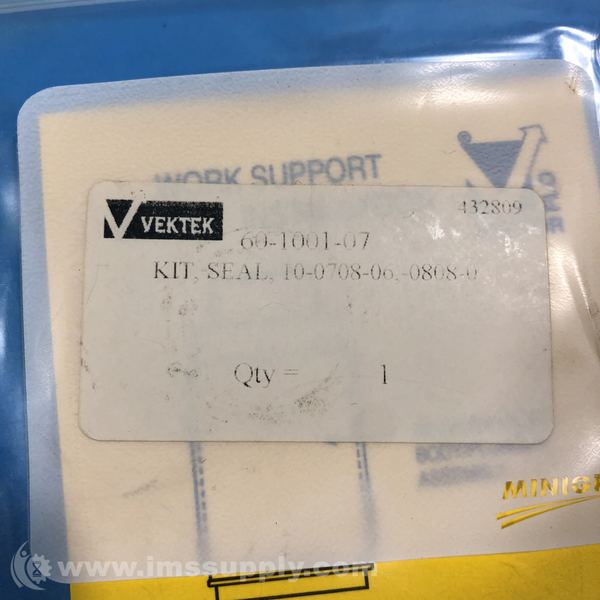 WORK SUPPORT
VEKTEK
432809
60-1001-07
KIT, SEAL, 10-0708-06,-0808-0
Qty = 1
MINIG
www.imssupply.com